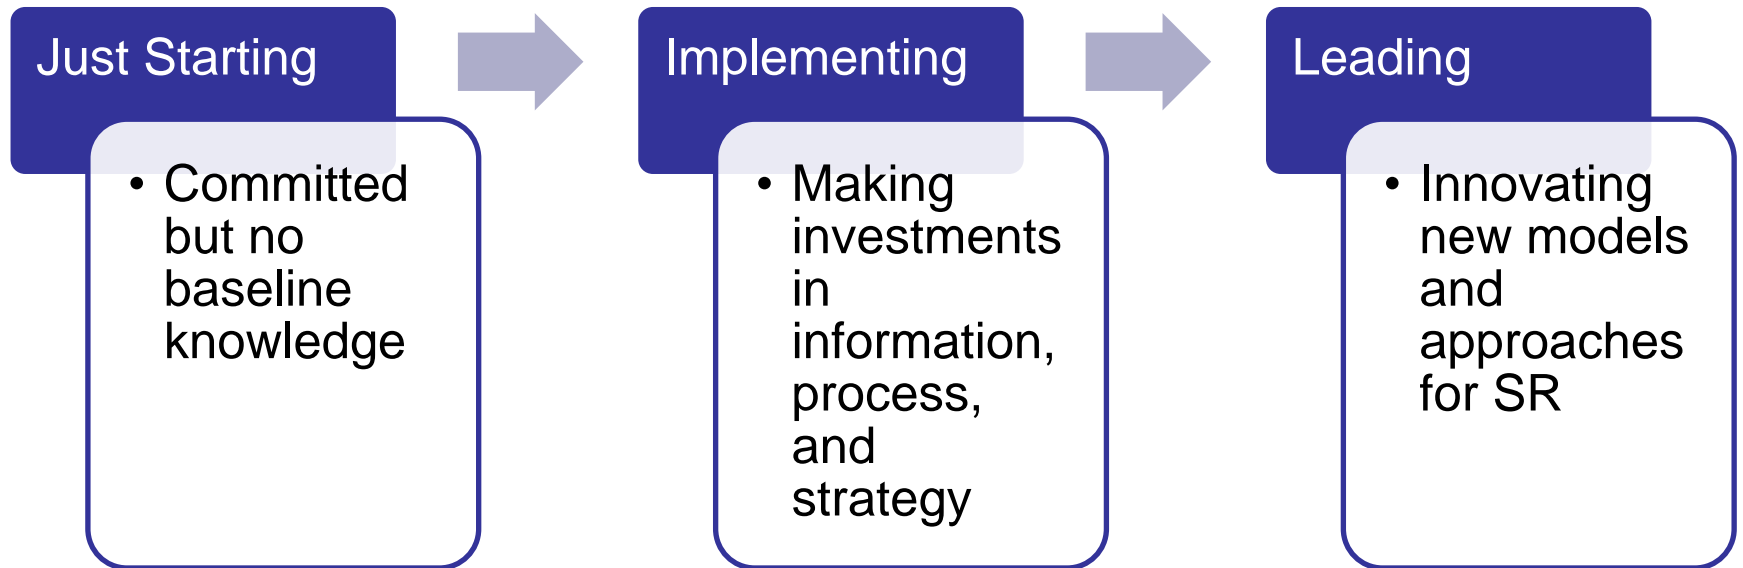 Just Starting
• Committed
but no
baseline
knowledge
Implementing
• Making
investments
in
information,
process,
and
strategy
Leading
• Innovating
new models
and
approaches
for SR